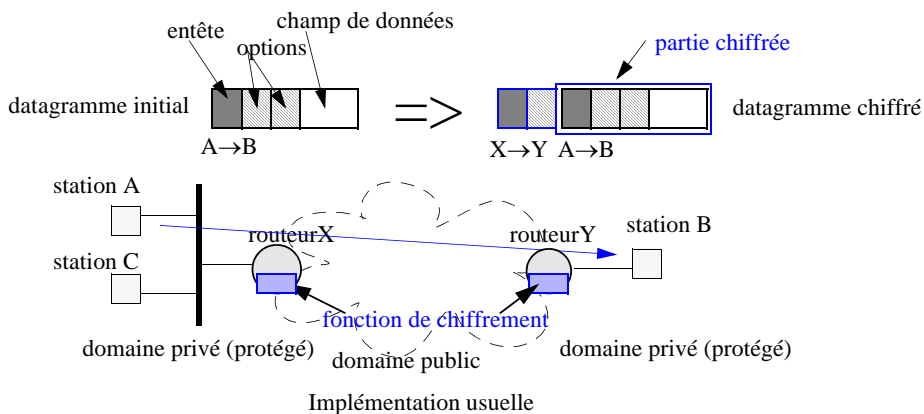 champ de données
entête
options
partie chiffrée
datagramme initial
=>
datagramme chiffré
A→B
X→Y
A→B
station A
routeurX
routeurY
station B
station C
fonction de chiffrement
domaine privé (protégé)
domaine public
domaine privé (protégé)
Implémentation usuelle